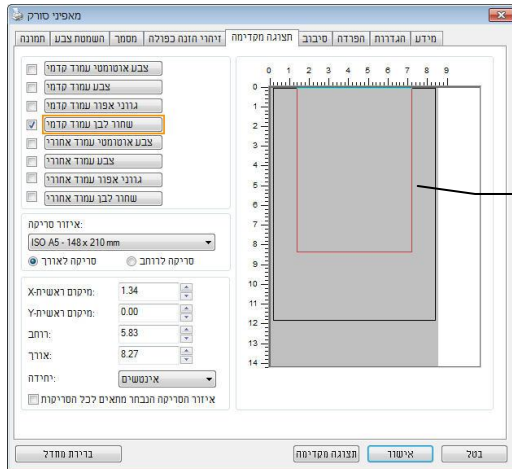 מאפיני סורק
תמונה השמטת צבע מסמך זיהוי הזנה כפולה תצוגה מקדימה סיבוב הפרדה הגדרות מידע
צבע אוטומטי עמוד קדמי
צבע עמוד קדמי
גרוני אפור עמוד קדמי
שחור לבן עמוד קדמי
צבע אוטומטי עמוד אחורי
צבע עמוד אחורי
גרוני אפור עמוד אחורי
שחור לבן עמוד אחורי
איזור סריקה:
ISO A5 - 148 x 210 mm
סריקה לאורך סריקה לרוחב
מיקום ראשית-X: 1.34
מיקום ראשית-Y: 0.00
רוחב: 5.83
אורך: 8.27
יחידה: אינטשים
איזור הסריקה הנבחר מתאים לכל הסריקות
0 1 2 3 4 5 6 7 8 9
0
1
2
3
4
5
6
7
8
9
10
11
12
13
14
ברירת מחדל תצוגה מקדימה אישור בטל